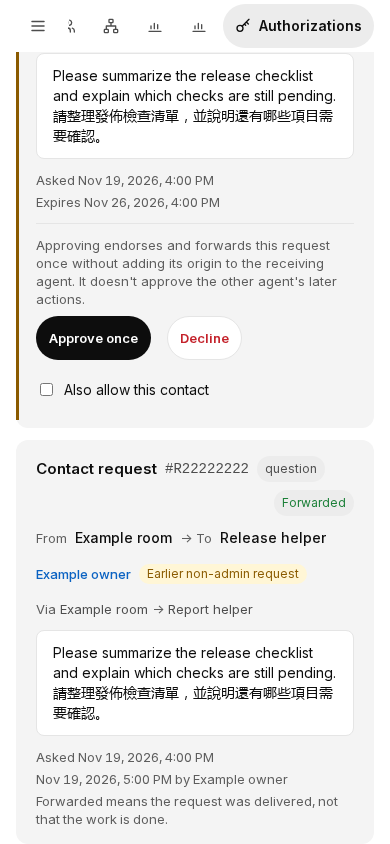 Authorizations
Please summarize the release checklist
and explain which checks are still pending.
請整理發佈檢查清單，並說明還有哪些項目需
要確認。
Asked Nov 19, 2026, 4:00 PM
Expires Nov 26, 2026, 4:00 PM
Approving endorses and forwards this request
once without adding its origin to the receiving
agent. It doesn't approve the other agent's later
actions.
Approve once Decline
Also allow this contact
Contact request #R22222222 question
Forwarded
From Example room → To Release helper
Example owner Earlier non-admin request
Via Example room → Report helper
Please summarize the release checklist
and explain which checks are still pending.
請整理發佈檢查清單，並說明還有哪些項目需
要確認。
Asked Nov 19, 2026, 4:00 PM
Nov 19, 2026, 5:00 PM by Example owner
Forwarded means the request was delivered, not
that the work is done.